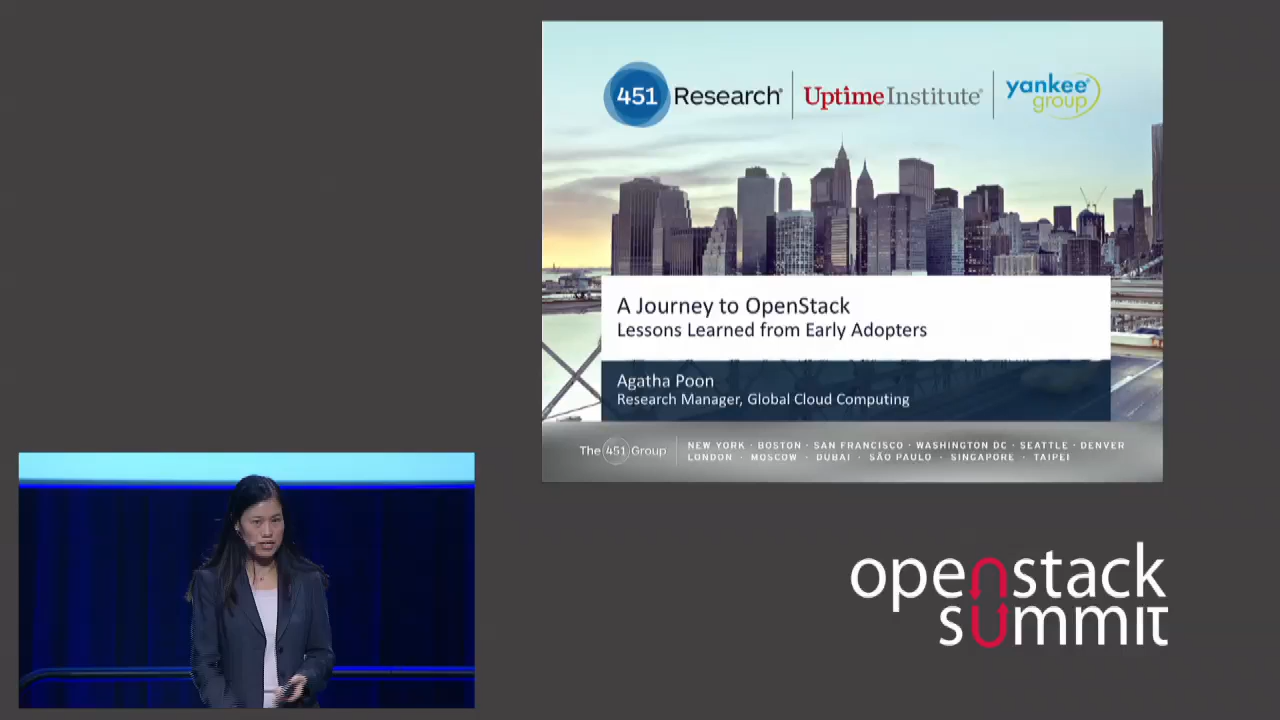 451 Research
Uptime Institute
yankee group
A Journey to OpenStack
Lessons Learned from Early Adopters
Agatha Poon
Research Manager, Global Cloud Computing
The 451 Group
NEW YORK · BOSTON · SAN FRANCISCO · WASHINGTON DC · SEATTLE · DENVER
LONDON · MOSCOW · DUBAI · SÃO PAULO · SINGAPORE · TAIPEI
openstack
summit